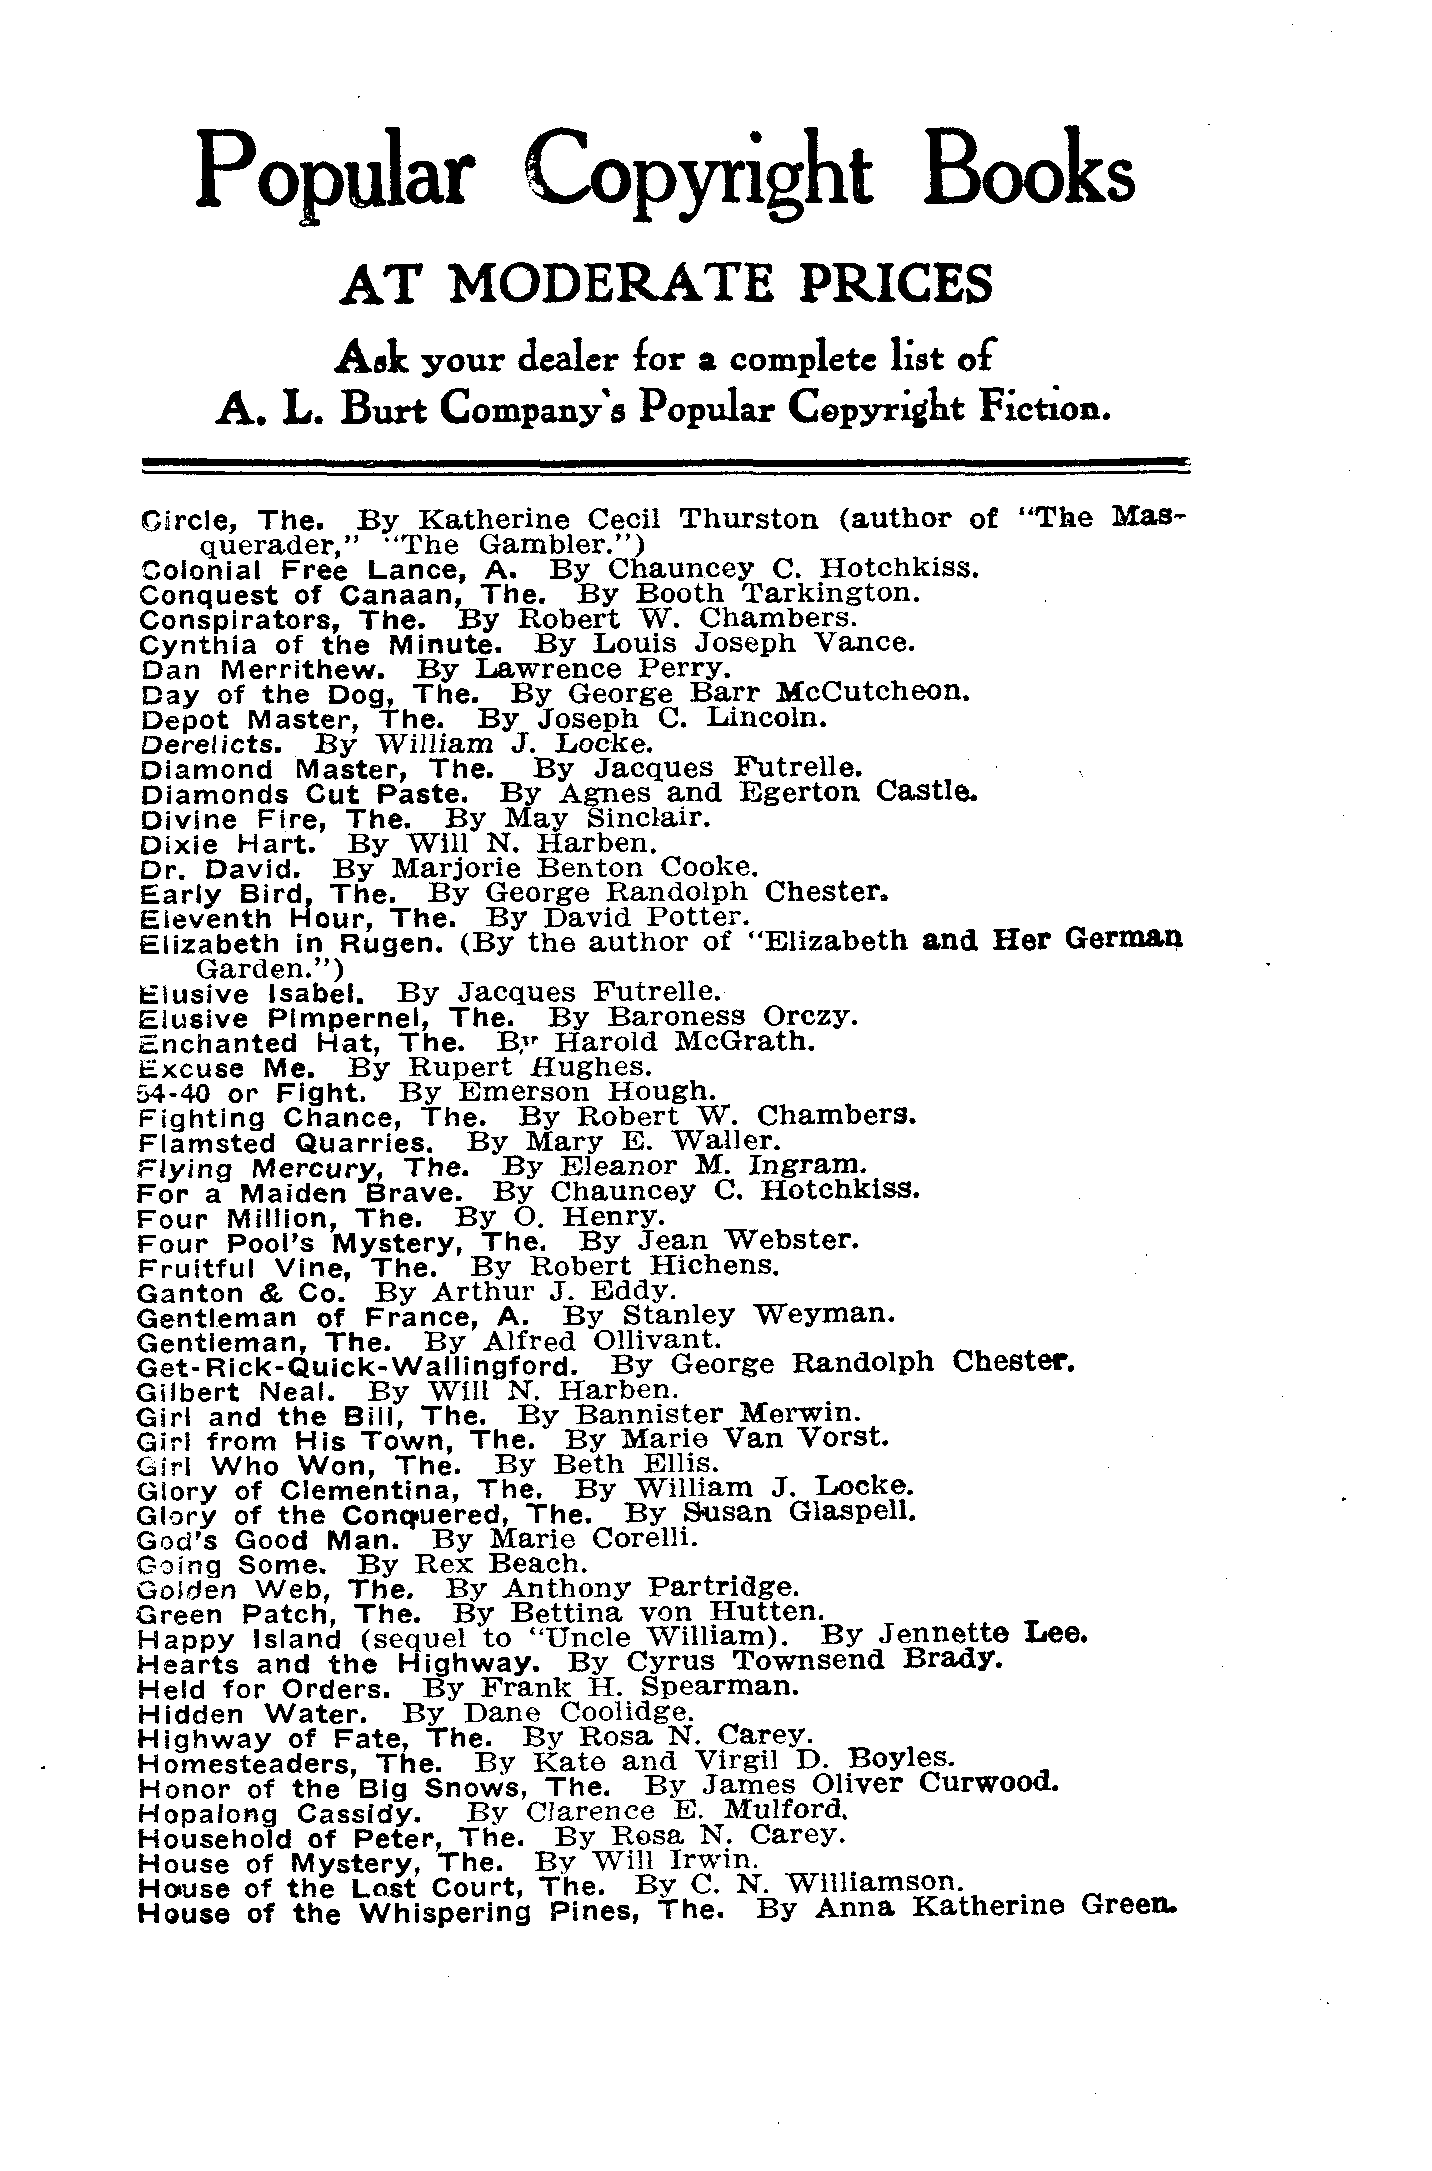 Popular Copyright Books
AT MODERATE PRICES
Ask your dealer for a complete list of
A. L. Burt Company's Popular Copyright Fiction.
Circle, The. By Katherine Cecil Thurston (author of "The Mas-
querader," "The Gambler.")
Colonial Free Lance, A. By Chauncey C. Hotchkiss.
Conquest of Canaan, The. By Booth Tarkington.
Conspirators, The. By Robert W. Chambers.
Cynthia of the Minute. By Louis Joseph Vance.
Dan Merrithew. By Lawrence Perry.
Day of the Dog, The. By George Barr McCutcheon.
Depot Master, The. By Joseph C. Lincoln.
Derelicts. By William J. Locke.
Diamond Master, The. By Jacques Futrelle.
Diamonds Cut Paste. By Agnes and Egerton Castle.
Divine Fire, The. By May Sinclair.
Dixie Hart. By Will N. Harben.
Dr. David. By Marjorie Benton Cooke.
Early Bird, The. By George Randolph Chester.
Eleventh Hour, The. By David Potter.
Elizabeth in Rugen. (By the author of "Elizabeth and Her German
Garden.")
Elusive Isabel. By Jacques Futrelle.
Elusive Pimpernel, The. By Baroness Orczy.
Enchanted Hat, The. By Harold McGrath.
Excuse Me. By Rupert Hughes.
54-40 or Fight. By Emerson Hough.
Fighting Chance, The. By Robert W. Chambers.
Flamsted Quarries. By Mary E. Waller.
Flying Mercury, The. By Eleanor M. Ingram.
For a Maiden Brave. By Chauncey C. Hotchkiss.
Four Million, The. By O. Henry.
Four Pool's Mystery, The. By Jean Webster.
Fruitful Vine, The. By Robert Hichens.
Ganton & Co. By Arthur J. Eddy.
Gentleman of France, A. By Stanley Weyman.
Gentleman, The. By Alfred Ollivant.
Get-Rick-Quick-Wallingford. By George Randolph Chester.
Gilbert Neal. By Will N. Harben.
Girl and the Bill, The. By Bannister Merwin.
Girl from His Town, The. By Marie Van Vorst.
Girl Who Won, The. By Beth Ellis.
Glory of Clementina, The. By William J. Locke.
Glory of the Conquered, The. By Susan Glaspell.
God's Good Man. By Marie Corelli.
Going Some. By Rex Beach.
Golden Web, The. By Anthony Partridge.
Green Patch, The. By Bettina von Hutten.
Happy Island (sequel to "Uncle William). By Jennette Lee.
Hearts and the Highway. By Cyrus Townsend Brady.
Held for Orders. By Frank H. Spearman.
Hidden Water. By Dane Coolidge.
Highway of Fate, The. By Rosa N. Carey.
Homesteaders, The. By Kate and Virgil D. Boyles.
Honor of the Big Snows, The. By James Oliver Curwood.
Hopalong Cassidy. By Clarence E. Mulford.
Household of Peter, The. By Rosa N. Carey.
House of Mystery, The. By Will Irwin.
House of the Lost Court, The. By C. N. Williamson.
House of the Whispering Pines, The. By Anna Katherine Green.